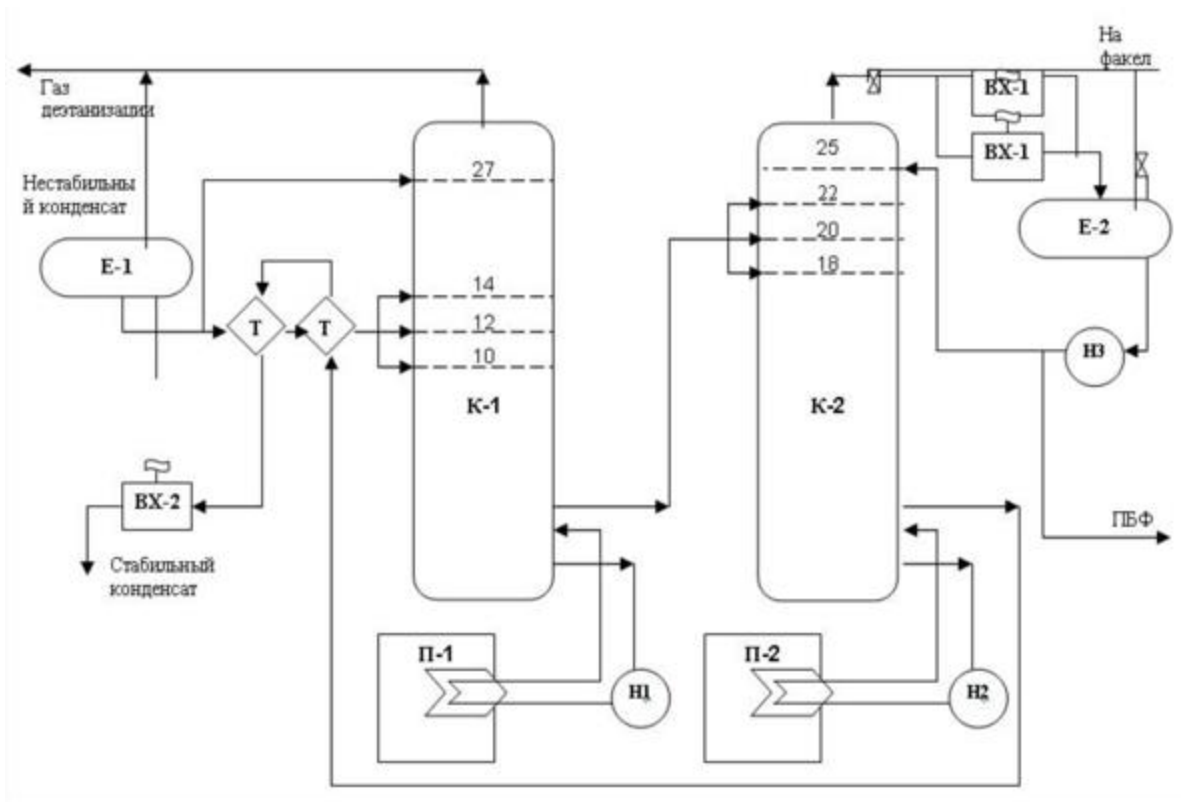 На
факел
Газ
деэтанизации
ВХ-1
ВХ-1
27
25
Нестабильны
й конденсат
22
20
18
Е-1
Е-2
14
12
10
Т
Т
Н3
К-1
К-2
ВХ-2
ПБФ
Стабильный
конденсат
П-1
П-2
Н1
Н2